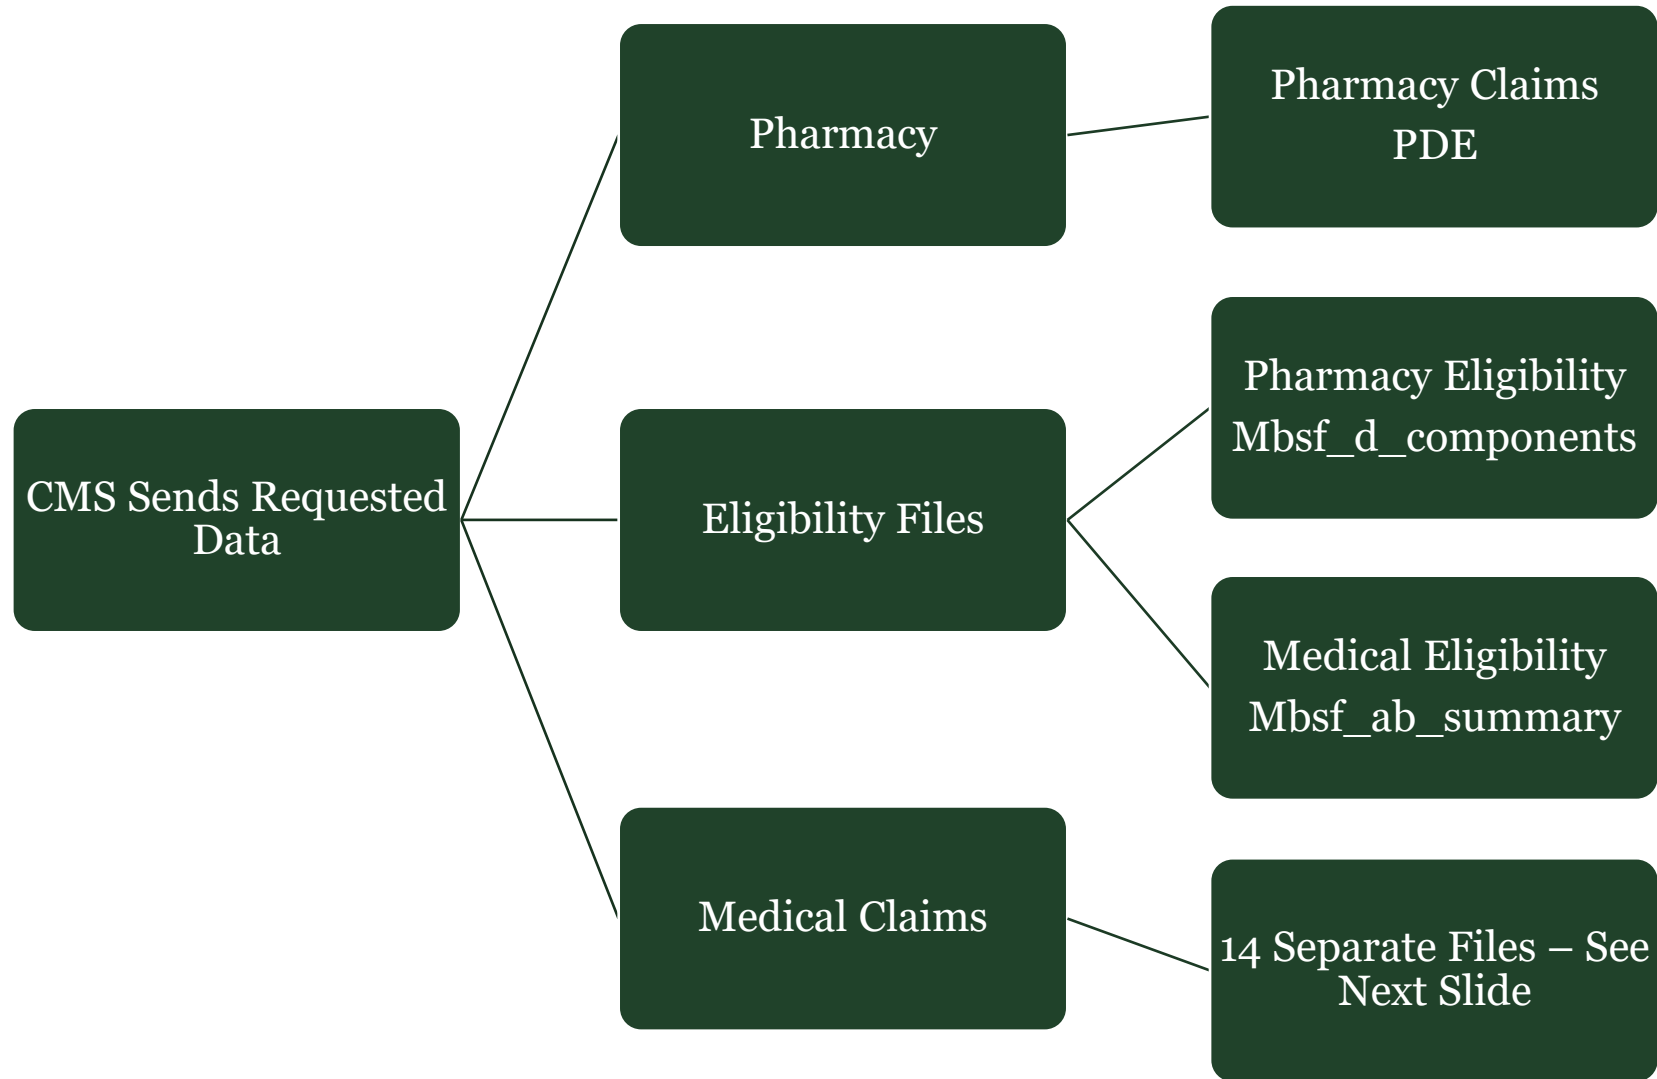 CMS Sends Requested
Data
Pharmacy
Pharmacy Claims
PDE
Eligibility Files
Pharmacy Eligibility
Mbsf_d_components
Medical Eligibility
Mbsf_ab_summary
Medical Claims
14 Separate Files – See
Next Slide